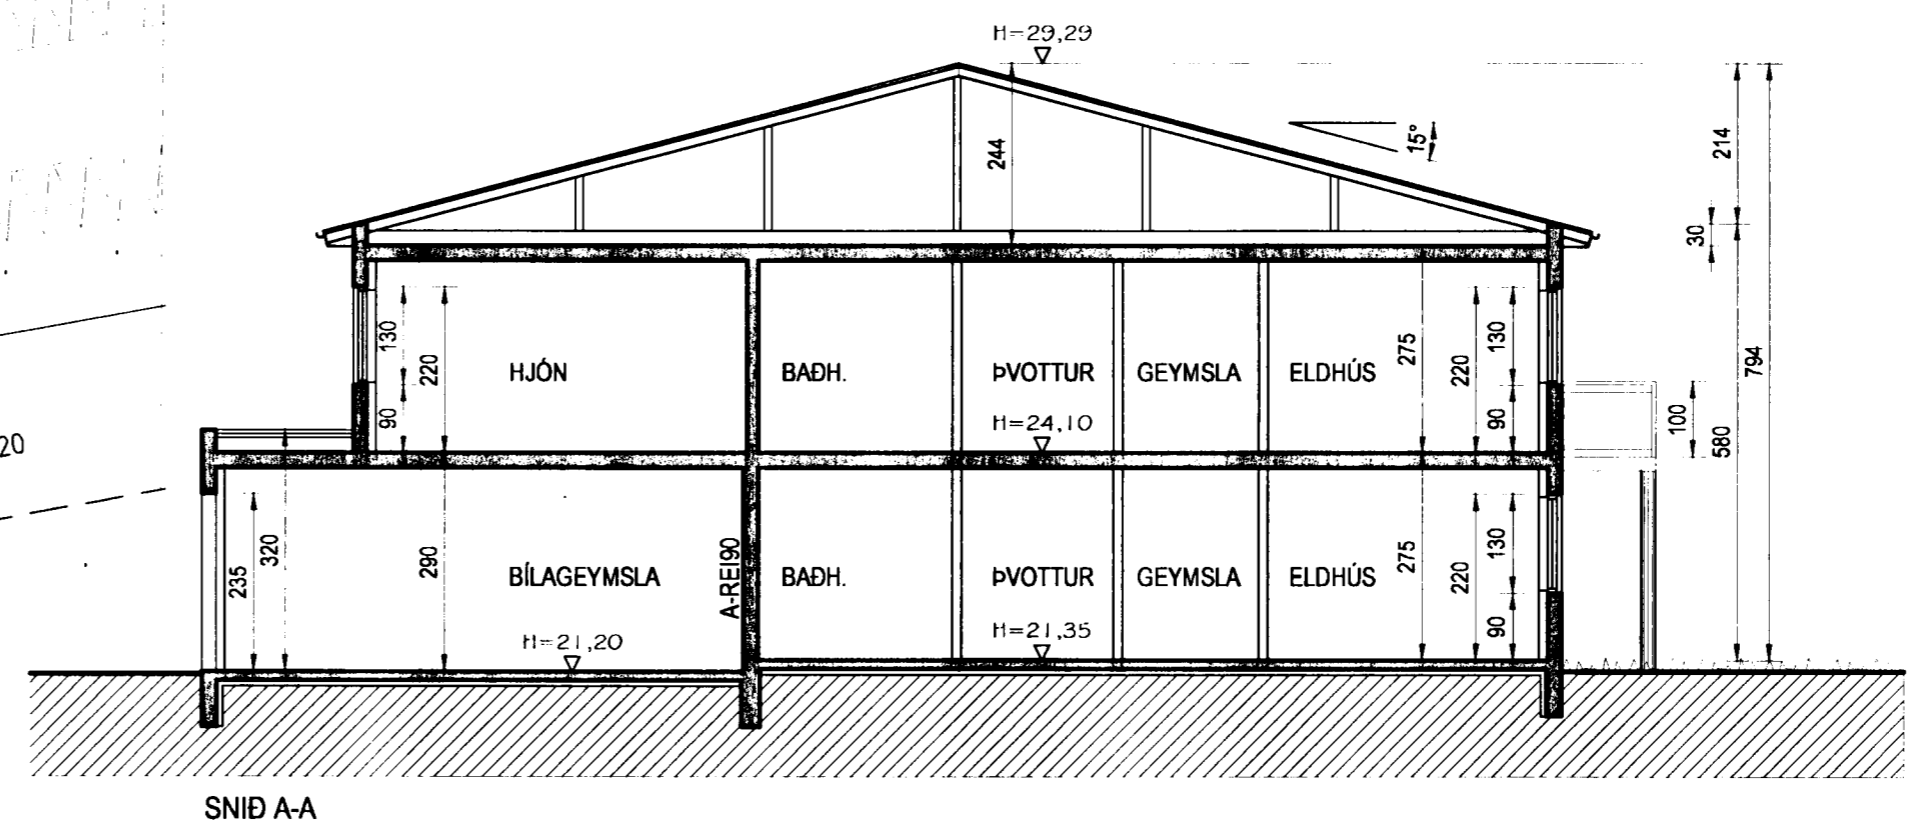 H=29,29
15°
244
214
30
130
220
90
HJÓN
BAÐH.
ÞVOTTUR
GEYMSLA
ELDHÚS
275
220
130
90
794
H=24,10
100
580
20
235
320
290
BÍLAGEYMSLA
A-REI90
BAÐH.
ÞVOTTUR
GEYMSLA
ELDHÚS
275
220
130
90
H=21,20
H=21,35
SNIÐ A-A